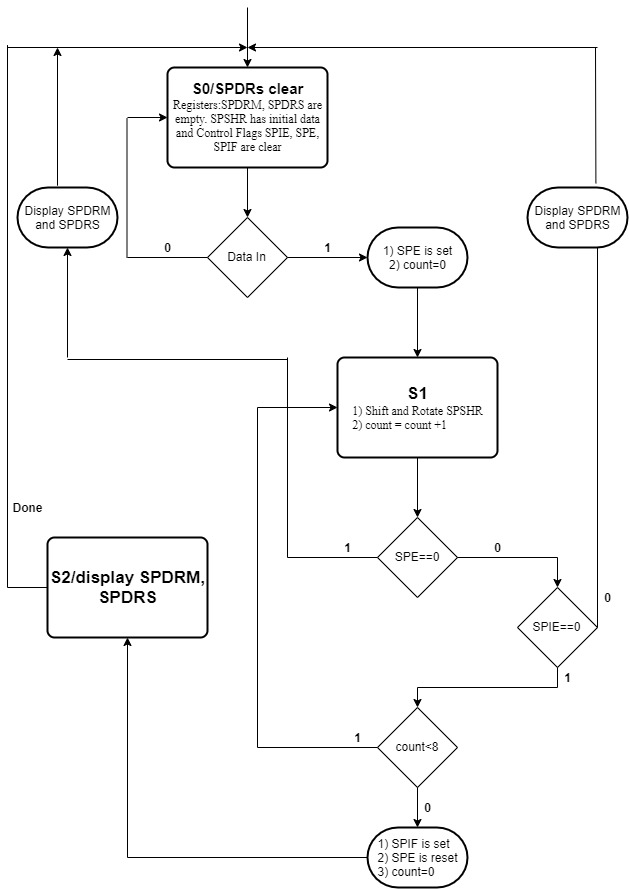 S0/SPDRs clear
Registers:SPDRM, SPDRS are
empty. SPSHR has initial data
and Control Flags SPIE, SPE,
SPIF are clear
Display SPDRM
and SPDRS
Display SPDRM
and SPDRS
0
Data In
1
1) SPE is set
2) count=0
S1
1) Shift and Rotate SPSHR
2) count = count +1
Done
1
SPE==0
0
S2/display SPDRM,
SPDRS
SPIE==0
0
1
1
count<8
0
1) SPIF is set
2) SPE is reset
3) count=0